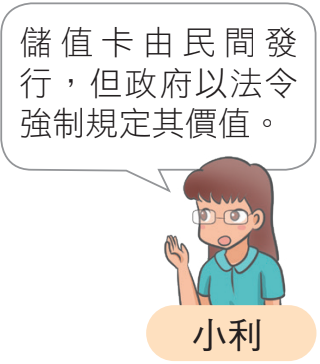 儲值卡由民間發
行，但政府以法令
強制規定其價值。
小利